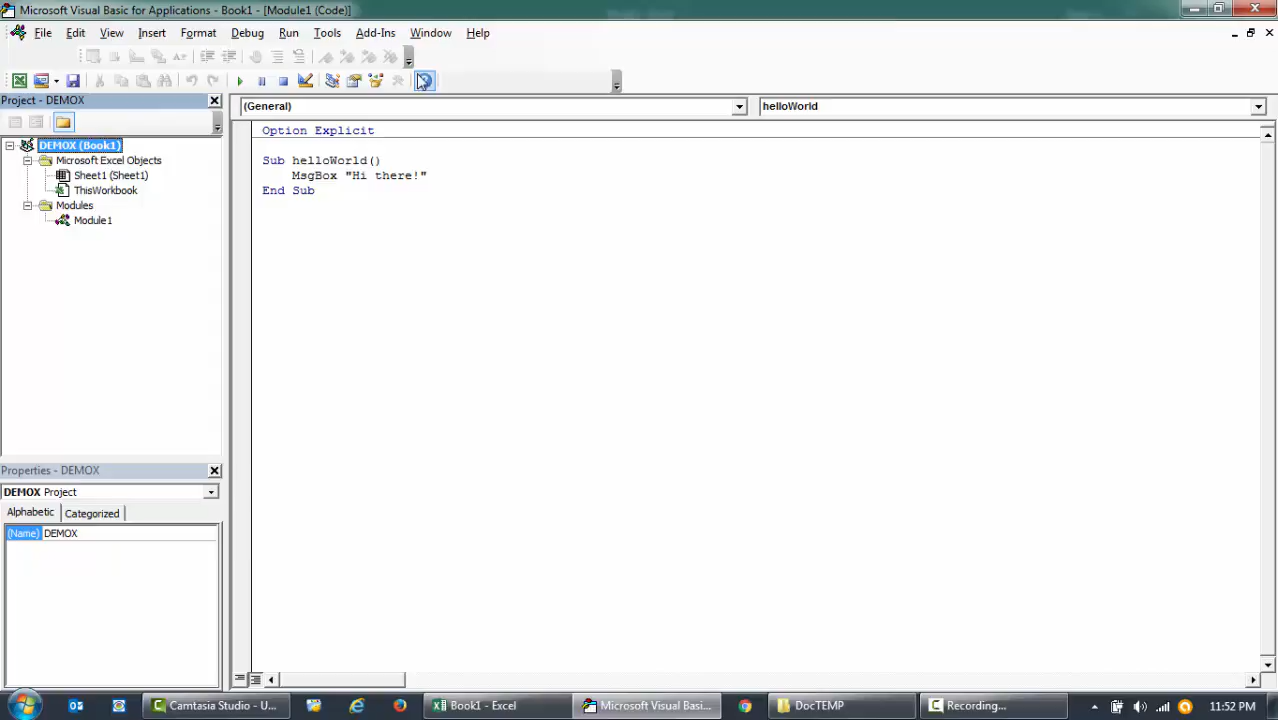 Microsoft Visual Basic for Applications - Book1 - [Module1 (Code)]
File Edit View Insert Format Debug Run Tools Add-Ins Window Help
Project - DEMOX
(General) helloWorld
DEMOX (Book1)
Microsoft Excel Objects
Sheet1 (Sheet1)
ThisWorkbook
Modules
Module1
Option Explicit
Sub helloWorld()
MsgBox "Hi there!"
End Sub
Properties - DEMOX
DEMOX Project
Alphabetic Categorized
(Name) DEMOX
Camtasia Studio - U... Book1 - Excel Microsoft Visual Basi... DocTEMP Recording... 11:52 PM